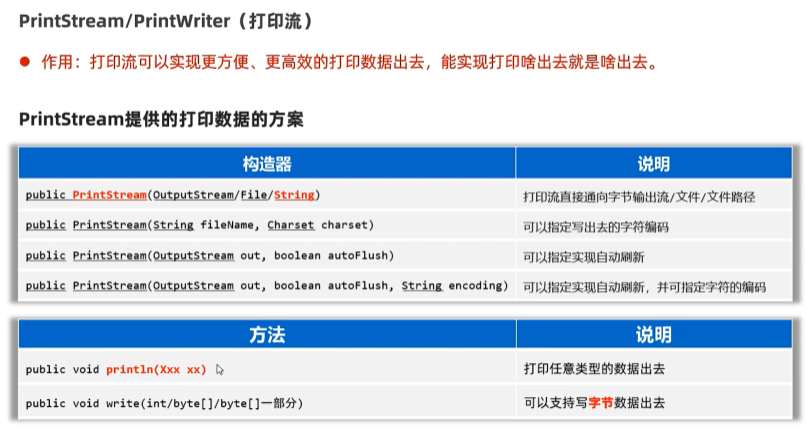 PrintStream/PrintWriter（打印流）
作用：打印流可以实现更方便、更高效的打印数据出去，能实现打印啥出去就是啥出去。
PrintStream提供的打印数据的方案
构造器 说明
public PrintStream(OutputStream/File/String) 打印流直接通向字节输出流/文件/文件路径
public PrintStream(String fileName, Charset charset) 可以指定写出去的字符编码
public PrintStream(OutputStream out, boolean autoFlush) 可以指定实现自动刷新
public PrintStream(OutputStream out, boolean autoFlush, String encoding) 可以指定实现自动刷新，并可指定字符的编码
方法 说明
public void println(Xxx xx) 打印任意类型的数据出去
public void write(int/byte[]/byte[]一部分) 可以支持写字节数据出去